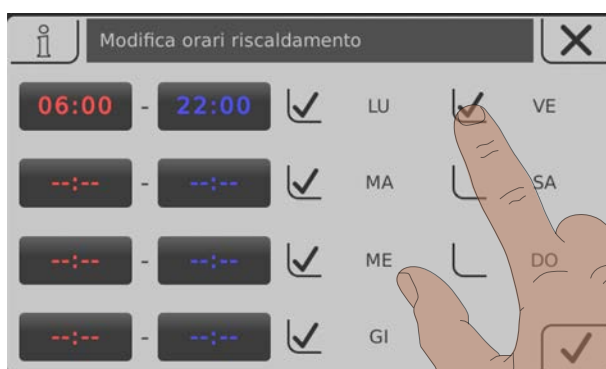 Modifica orari riscaldamento
06:00 - 22:00 LU VE
--:-- - --:-- MA SA
--:-- - --:-- ME DO
--:-- - --:-- GI